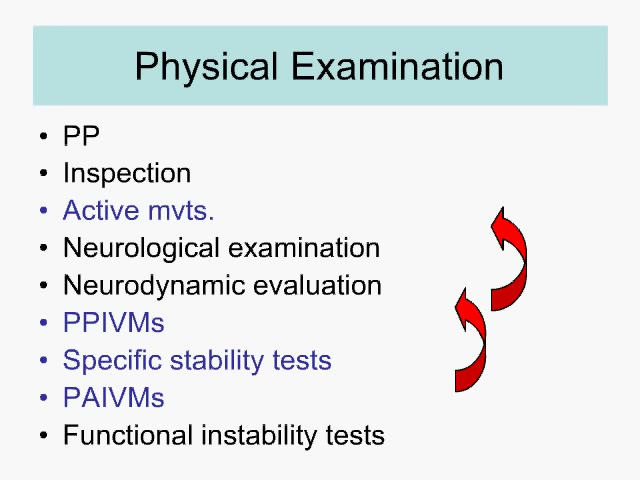 Physical Examination
• PP
• Inspection
• Active mvts.
• Neurological examination
• Neurodynamic evaluation
• PPIVMs
• Specific stability tests
• PAIVMs
• Functional instability tests